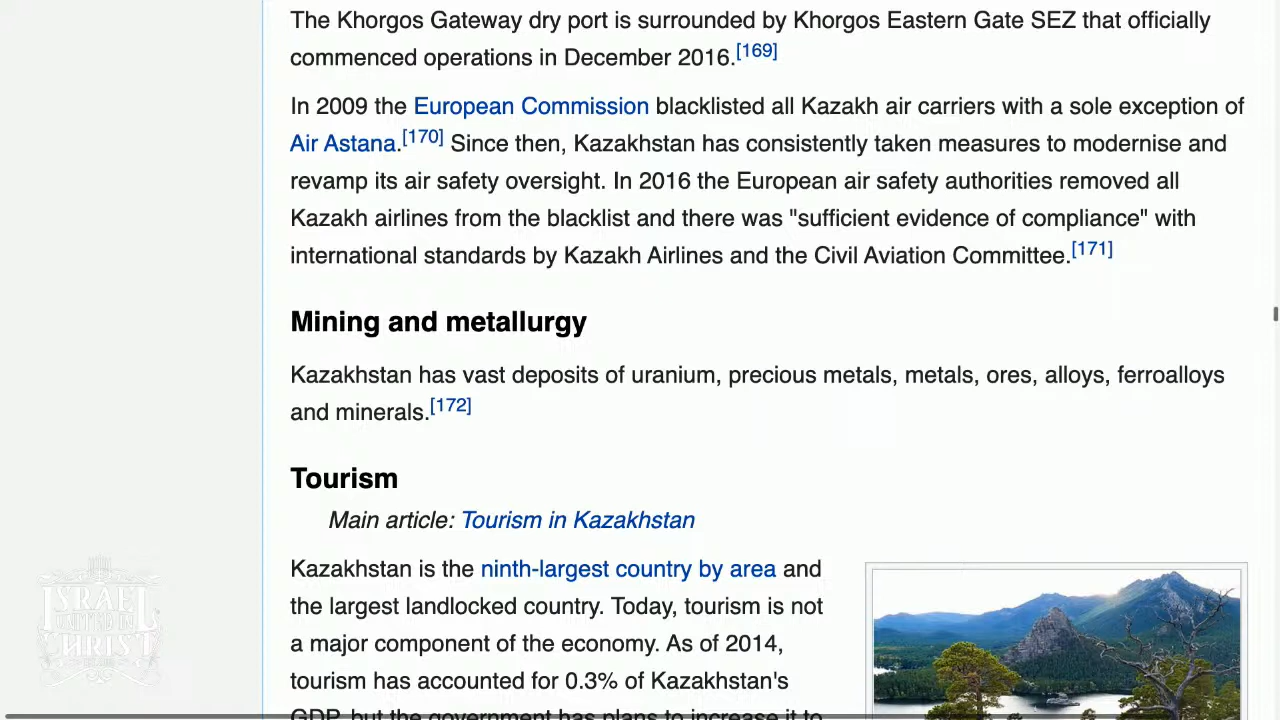 The Khorgos Gateway dry port is surrounded by Khorgos Eastern Gate SEZ that officially
commenced operations in December 2016.[169]
In 2009 the European Commission blacklisted all Kazakh air carriers with a sole exception of
Air Astana.[170] Since then, Kazakhstan has consistently taken measures to modernise and
revamp its air safety oversight. In 2016 the European air safety authorities removed all
Kazakh airlines from the blacklist and there was "sufficient evidence of compliance" with
international standards by Kazakh Airlines and the Civil Aviation Committee.[171]
Mining and metallurgy
Kazakhstan has vast deposits of uranium, precious metals, metals, ores, alloys, ferroalloys
and minerals.[172]
Tourism
Main article: Tourism in Kazakhstan
Kazakhstan is the ninth-largest country by area and
the largest landlocked country. Today, tourism is not
a major component of the economy. As of 2014,
tourism has accounted for 0.3% of Kazakhstan's
GDP, but the government has plans to increase it to
ISRAEL
UNITED IN
CHRIST